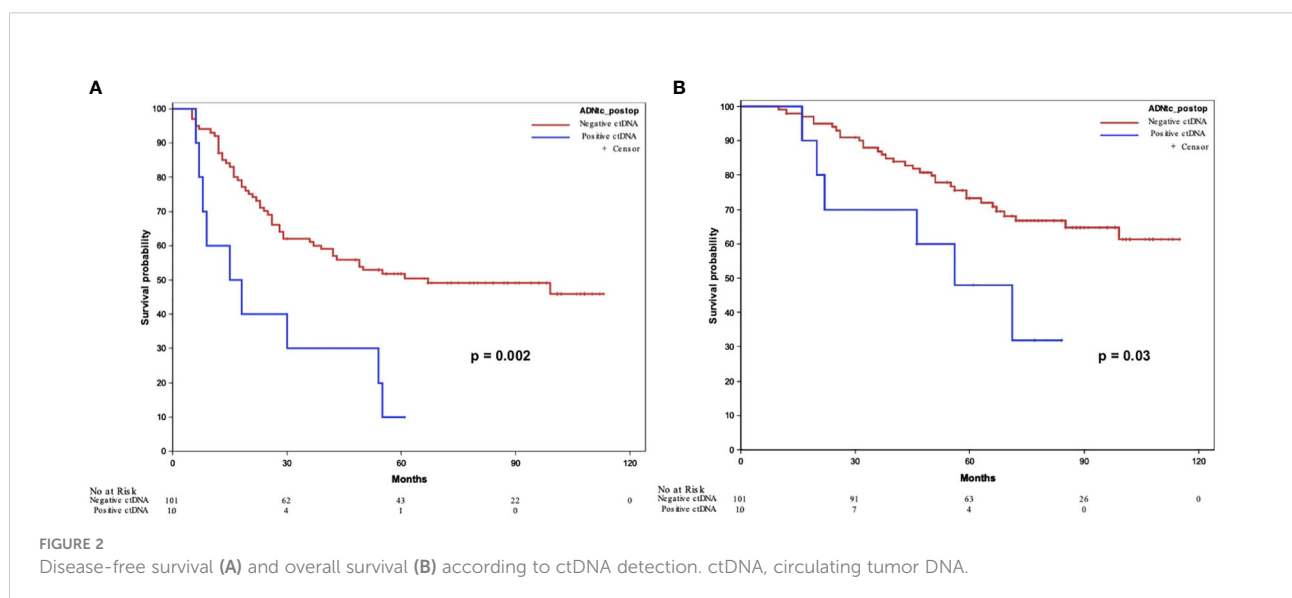 A
ADNtc_postop
Negative ctDNA
Positive ctDNA
+ Censor
Survival probability
100
90
80
70
60
50
40
30
20
10
0
p = 0.002
0 30 60 90 120
Months
No at Risk
Negative ctDNA 101 62 43 22 0
Positive ctDNA 10 4 1 0
B
ADNtc_postop
Negative ctDNA
Positive ctDNA
+ Censor
Survival probability
100
90
80
70
60
50
40
30
20
10
0
p = 0.03
0 30 60 90 120
Months
No at Risk
Negative ctDNA 101 91 63 26 0
Positive ctDNA 10 7 4 0
FIGURE 2
Disease-free survival (A) and overall survival (B) according to ctDNA detection. ctDNA, circulating tumor DNA.